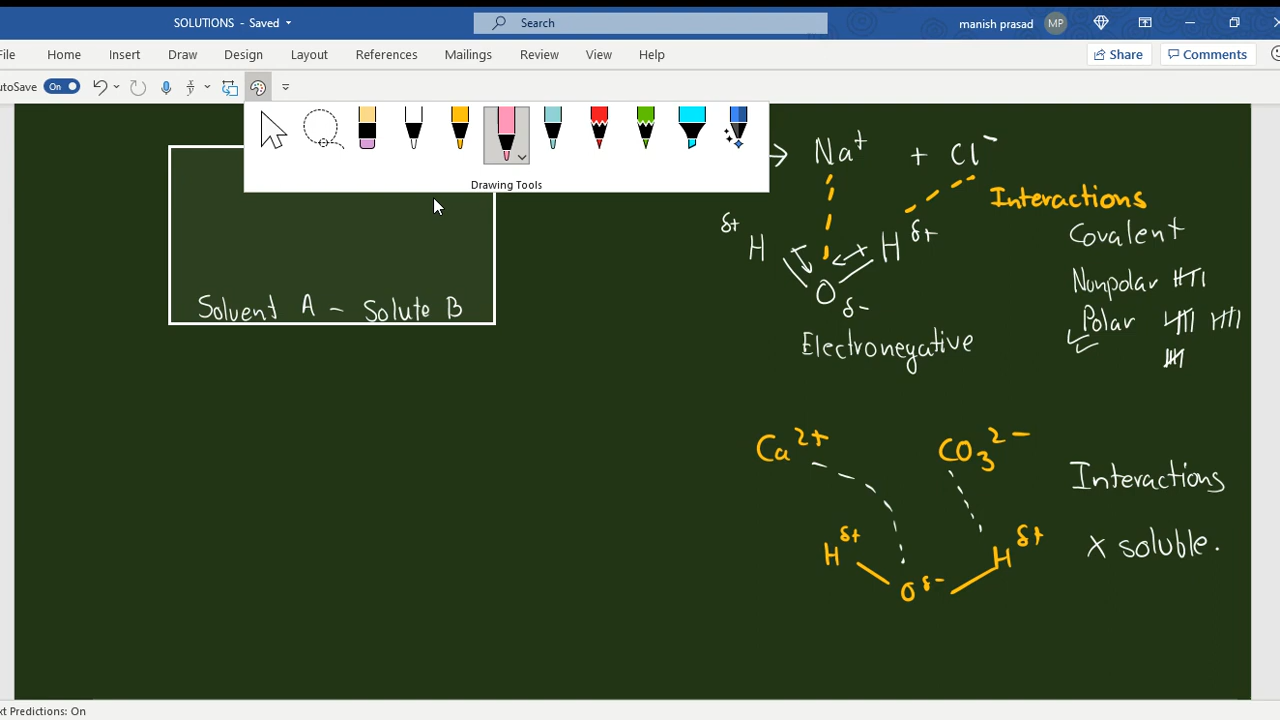 SOLUTIONS - Saved
Search
manish prasad MP
File Home Insert Draw Design Layout References Mailings Review View Help Share Comments
AutoSave On
Drawing Tools
→ Na⁺ + Cl⁻
Interactions
Covalent
δ+ H H δ+
Nonpolar
O δ-
Polar
Solvent A - Solute B
Electronegative
Ca²⁺ CO₃²⁻
Interactions
H δ+ H δ+
x soluble.
O δ-
Text Predictions: On